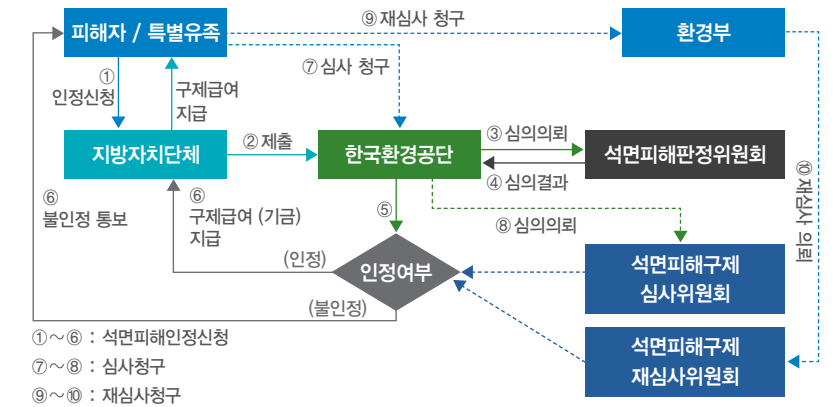 ⑨ 재심사 청구
피해자 / 특별유족
환경부
⑦ 심사 청구
①
인정신청
구제급여
지급
지방자치단체
② 제출
한국환경공단
③ 심의의뢰
④ 심의결과
석면피해판정위원회
⑩ 재심사 의뢰
⑥
불인정 통보
⑥
구제급여 (기금)
지급
⑤
⑧ 심의의뢰
(인정)
인정여부
석면피해구제
심사위원회
(불인정)
①~⑥ : 석면피해인정신청
⑦~⑧ : 심사청구
⑨~⑩ : 재심사청구
석면피해구제
재심사위원회